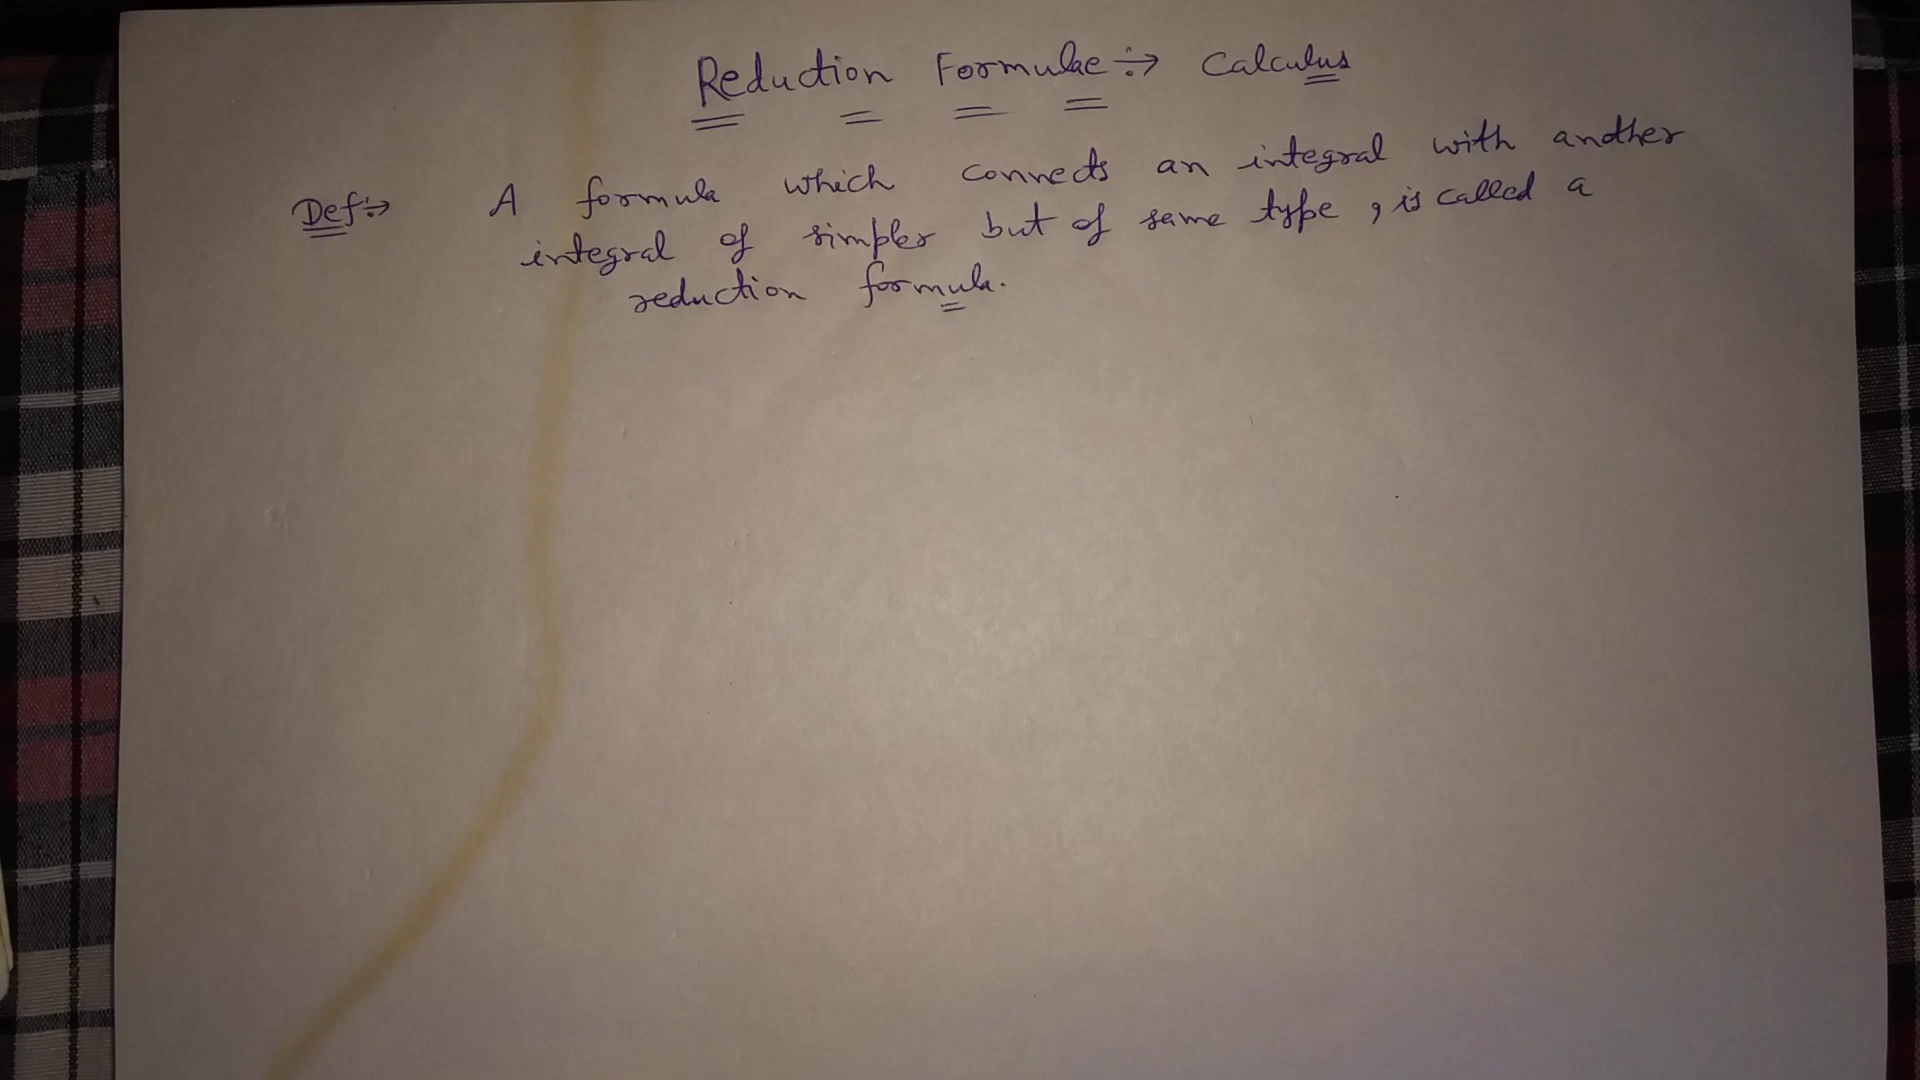 Reduction Formulae :→ Calculus
Def :→ A formula which connects an integral with another
integral of simpler but of same type, is called a
reduction formula.